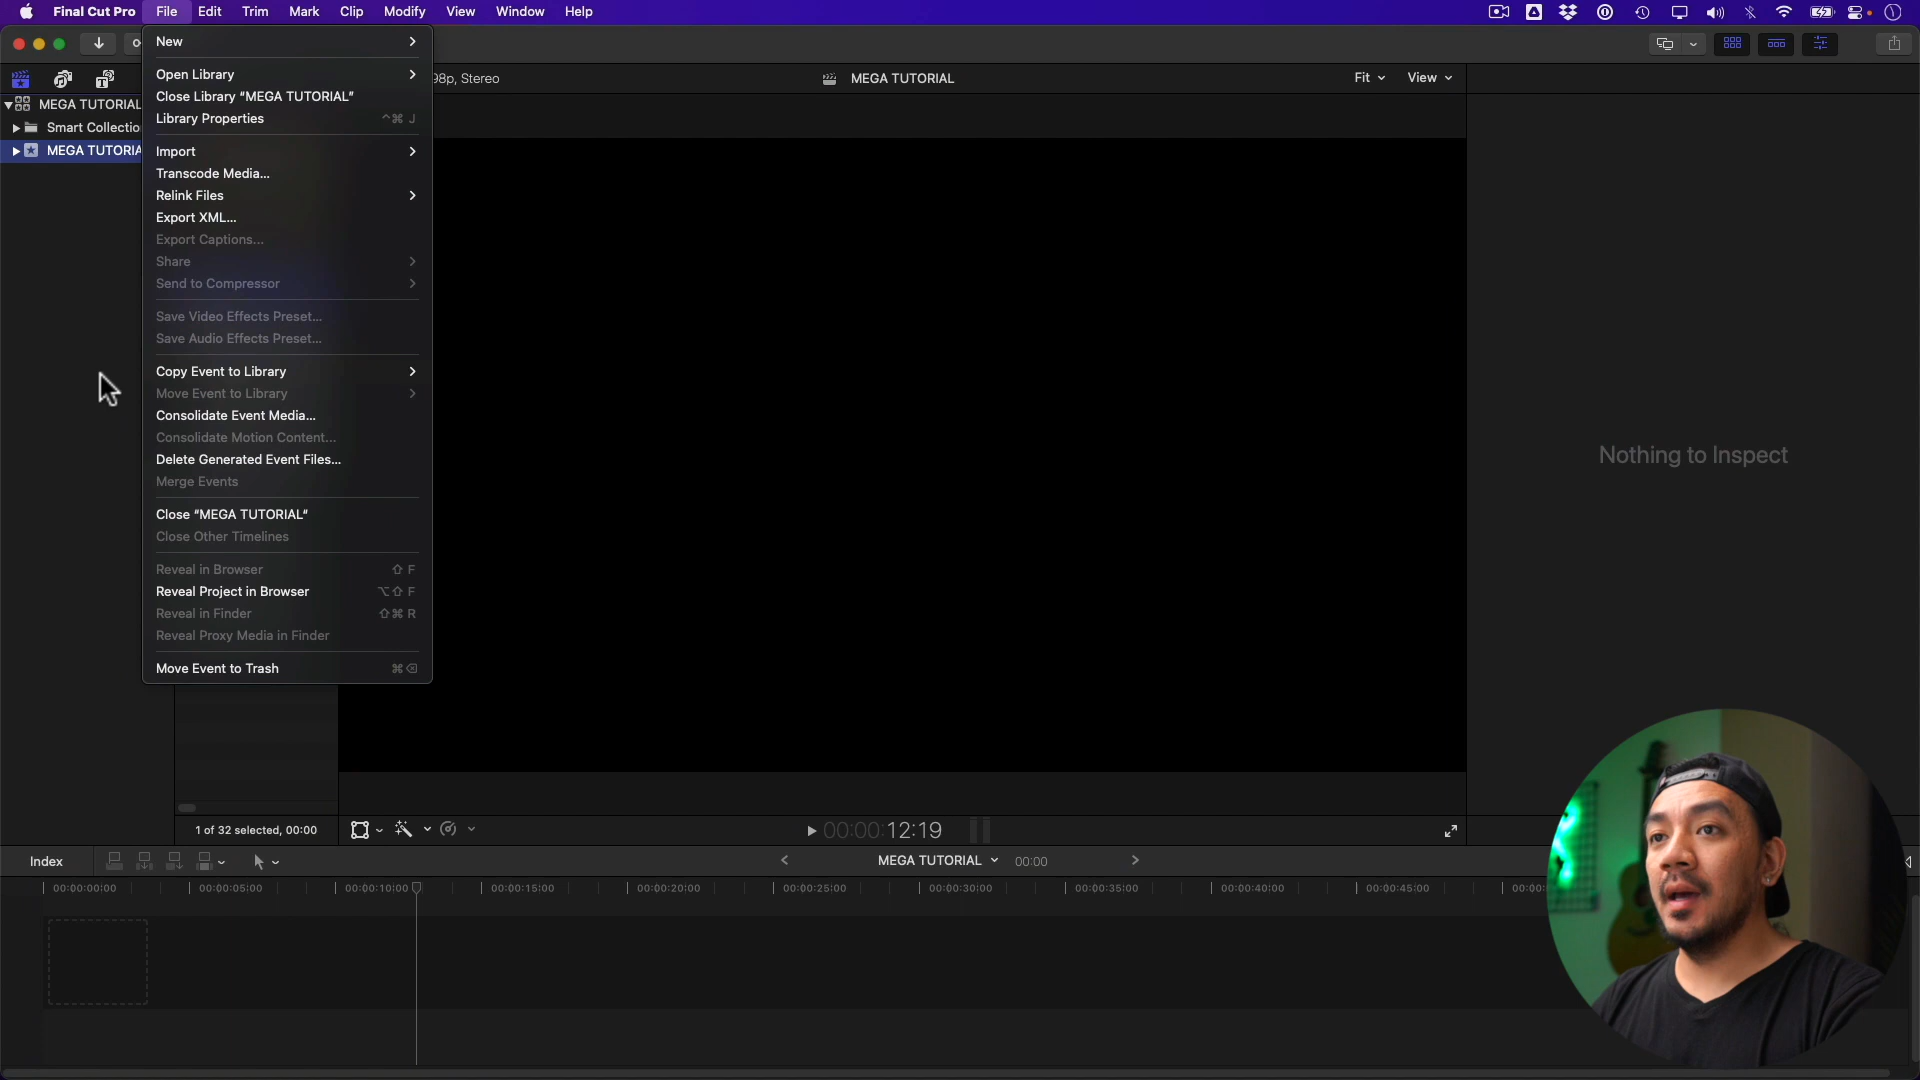 Final Cut Pro File Edit Trim Mark Clip Modify View Window Help
98p, Stereo
MEGA TUTORIAL
Fit
View
MEGA TUTORIAL
Smart Collectio
MEGA TUTORIA
New
Open Library
Close Library “MEGA TUTORIAL”
Library Properties ⌃⌘ J
Import
Transcode Media...
Relink Files
Export XML...
Export Captions...
Share
Send to Compressor
Save Video Effects Preset...
Save Audio Effects Preset...
Copy Event to Library
Move Event to Library
Consolidate Event Media...
Consolidate Motion Content...
Delete Generated Event Files...
Merge Events
Close “MEGA TUTORIAL”
Close Other Timelines
Reveal in Browser ⇧ F
Reveal Project in Browser ⌥⇧ F
Reveal in Finder ⇧⌘ R
Reveal Proxy Media in Finder
Move Event to Trash ⌘⌫
Nothing to Inspect
1 of 32 selected, 00:00
00:00:12:19
Index
MEGA TUTORIAL 00:00
00:00:00:00 00:00:05:00 00:00:10:00 00:00:15:00 00:00:20:00 00:00:25:00 00:00:30:00 00:00:35:00 00:00:40:00 00:00:45:00 00:00: